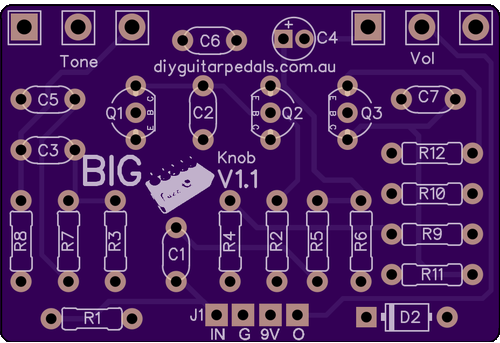 C6
C4
Tone
Vol
diyguitarpedals.com.au
C5
Q1
C
B
E
C2
E
B
C
Q2
E
B
C
Q3
C7
C3
BIG
Fuzz
Knob
V1.1
R12
R10
R8
R7
R3
C1
R4
R2
R5
R6
R9
R11
R1
J1
IN G 9V O
D2
+